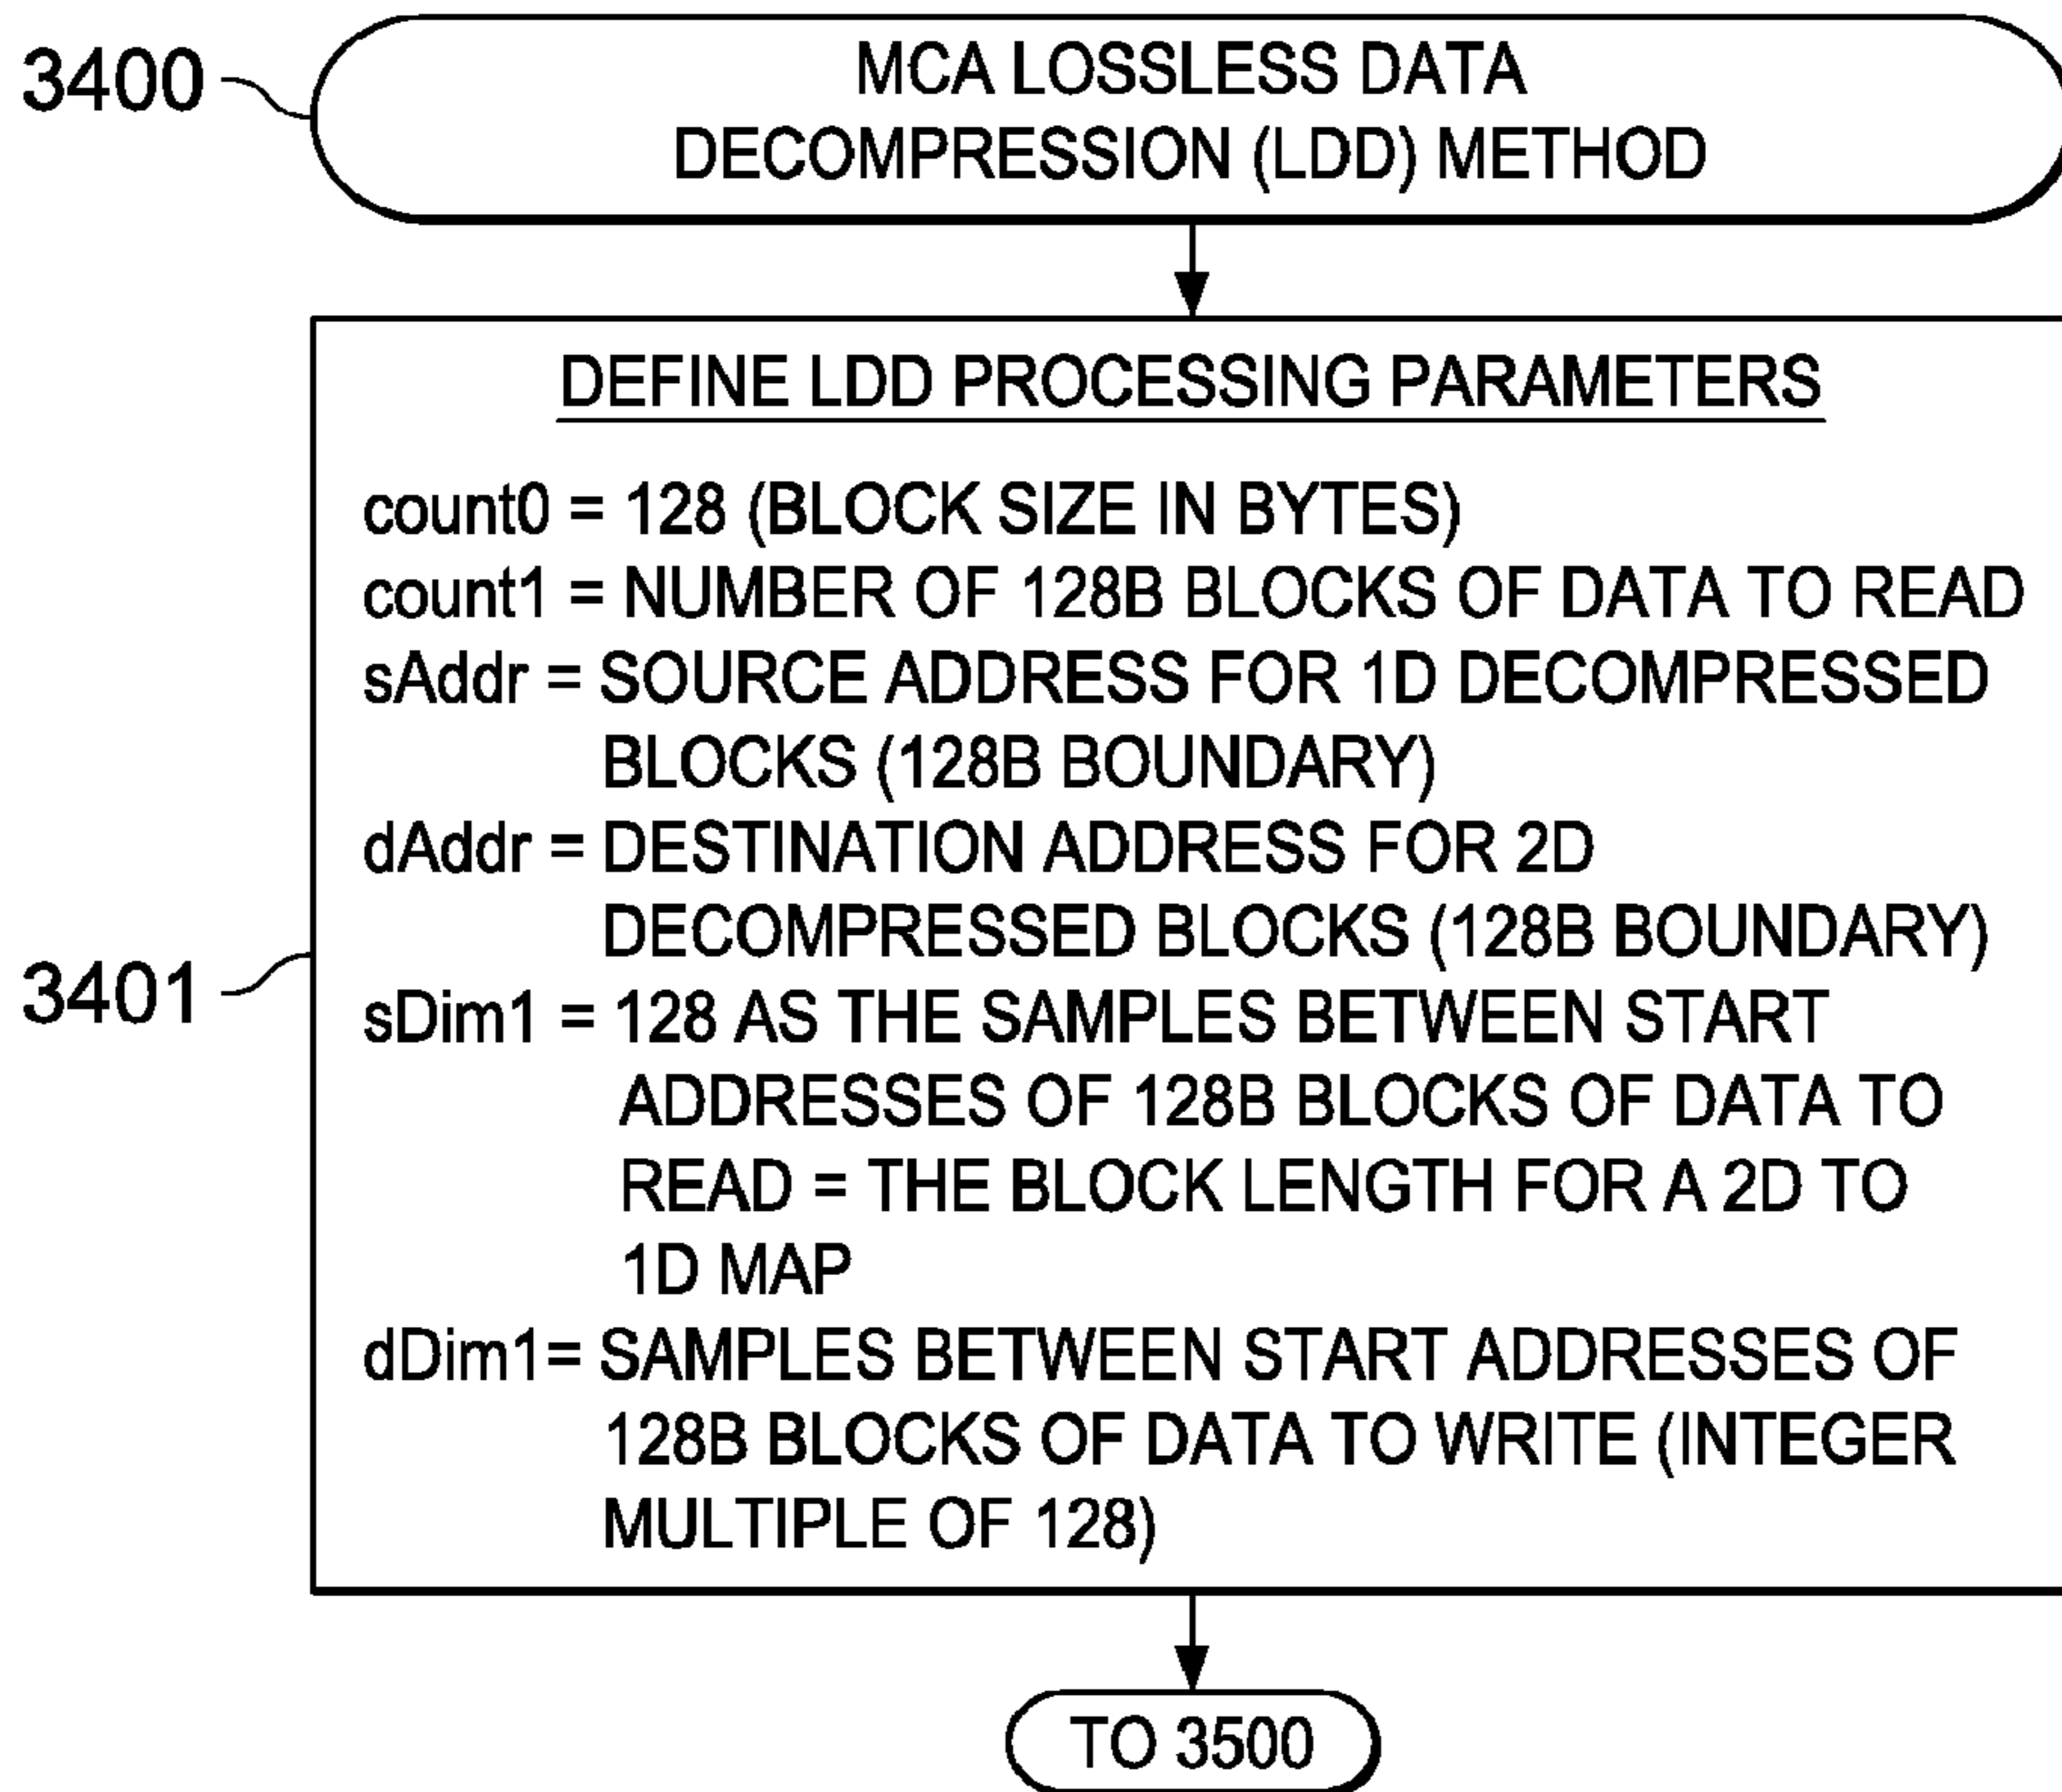 3400
MCA LOSSLESS DATA
DECOMPRESSION (LDD) METHOD
DEFINE LDD PROCESSING PARAMETERS
count0 = 128 (BLOCK SIZE IN BYTES)
count1 = NUMBER OF 128B BLOCKS OF DATA TO READ
sAddr = SOURCE ADDRESS FOR 1D DECOMPRESSED
BLOCKS (128B BOUNDARY)
dAddr = DESTINATION ADDRESS FOR 2D
DECOMPRESSED BLOCKS (128B BOUNDARY)
3401
sDim1 = 128 AS THE SAMPLES BETWEEN START
ADDRESSES OF 128B BLOCKS OF DATA TO
READ = THE BLOCK LENGTH FOR A 2D TO
1D MAP
dDim1= SAMPLES BETWEEN START ADDRESSES OF
128B BLOCKS OF DATA TO WRITE (INTEGER
MULTIPLE OF 128)
TO 3500